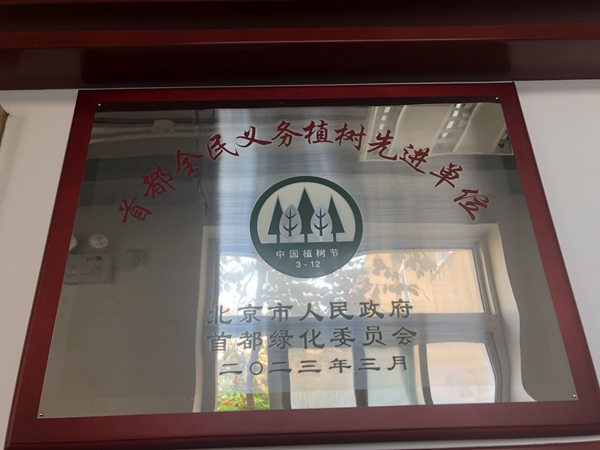 首都全民义务植树先进单位
中国植树节
3·12
北京市人民政府
首都绿化委员会
二〇二三年三月